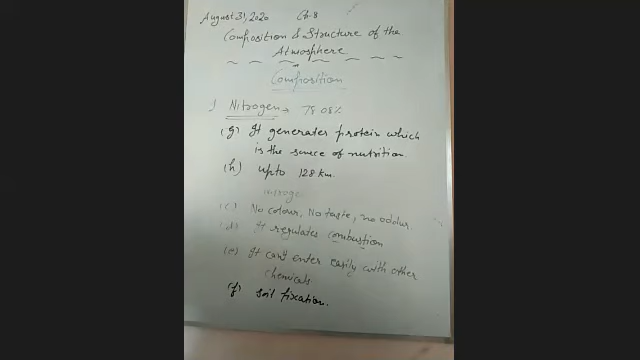 August 31, 2020 Ch-8
Composition & Structure of the
Atmosphere
Composition
1) Nitrogen → 78.08%
(a) It generates protein which
is the source of nutrition.
(b) upto 128 km.
(c) No colour, No taste, no oddur.
(d) It regulates combustion
(e) It can't enter easily with other
chemicals
(f) soil fixation.